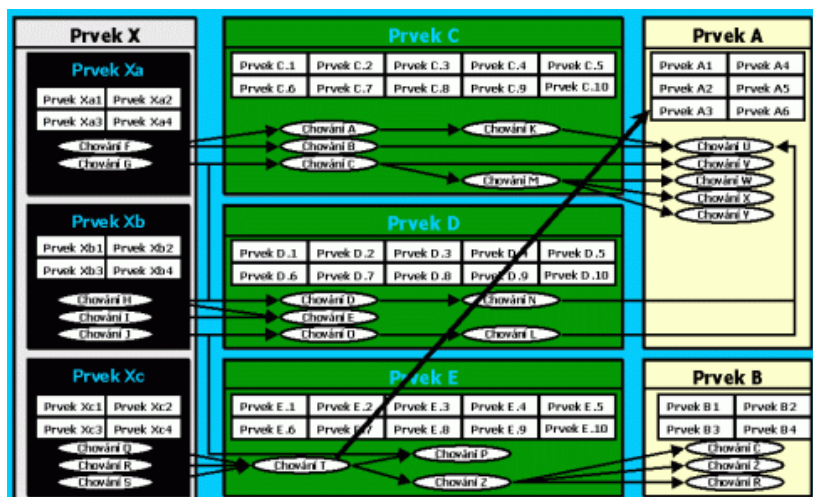 Prvek X
Prvek Xa
Prvek Xa1 Prvek Xa2
Prvek Xa3 Prvek Xa4
Chování F
Chování G
Prvek Xb
Prvek Xb1 Prvek Xb2
Prvek Xb3 Prvek Xb4
Chování H
Chování I
Chování J
Prvek Xc
Prvek Xc1 Prvek Xc2
Prvek Xc3 Prvek Xc4
Chování Q
Chování R
Chování S
Prvek C
Prvek C.1 Prvek C.2 Prvek C.3 Prvek C.4 Prvek C.5
Prvek C.6 Prvek C.7 Prvek C.8 Prvek C.9 Prvek C.10
Chování A Chování K
Chování B
Chování C
Chování M
Prvek D
Prvek D.1 Prvek D.2 Prvek D.3 Prvek D.4 Prvek D.5
Prvek D.6 Prvek D.7 Prvek D.8 Prvek D.9 Prvek D.10
Chování D Chování N
Chování E
Chování O Chování L
Prvek E
Prvek E.1 Prvek E.2 Prvek E.3 Prvek E.4 Prvek E.5
Prvek E.6 Prvek E.7 Prvek E.8 Prvek E.9 Prvek E.10
Chování P
Chování T
Chování Z
Prvek A
Prvek A1 Prvek A4
Prvek A2 Prvek A5
Prvek A3 Prvek A6
Chování U
Chování V
Chování W
Chování X
Chování Y
Prvek B
Prvek B1 Prvek B2
Prvek B3 Prvek B4
Chování
Chování
Chování